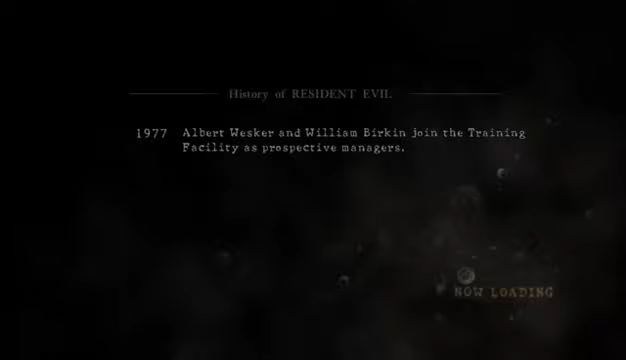 History of RESIDENT EVIL
1977 Albert Wesker and William Birkin join the Training
Facility as prospective managers.
NOW LOADING